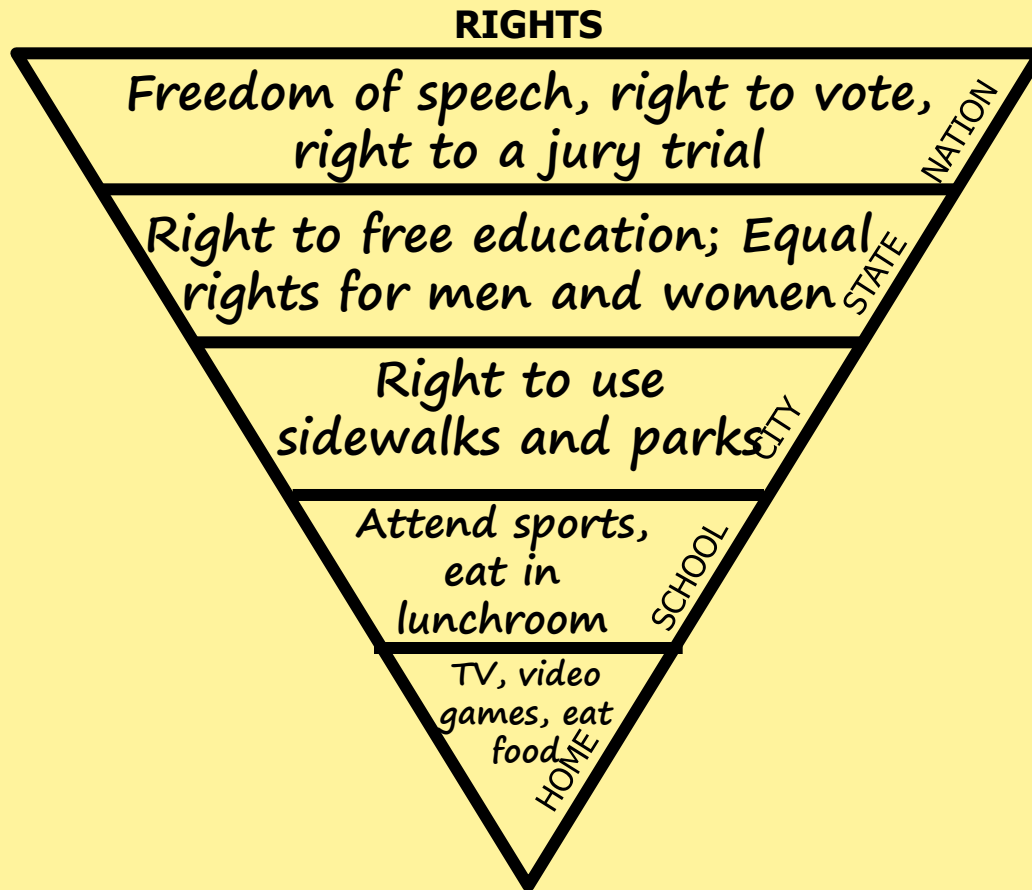 RIGHTS
Freedom of speech, right to vote,
right to a jury trial
NATION
Right to free education; Equal
rights for men and women
STATE
Right to use
sidewalks and parks
CITY
Attend sports,
eat in
lunchroom
SCHOOL
TV, video
games, eat
food
HOME